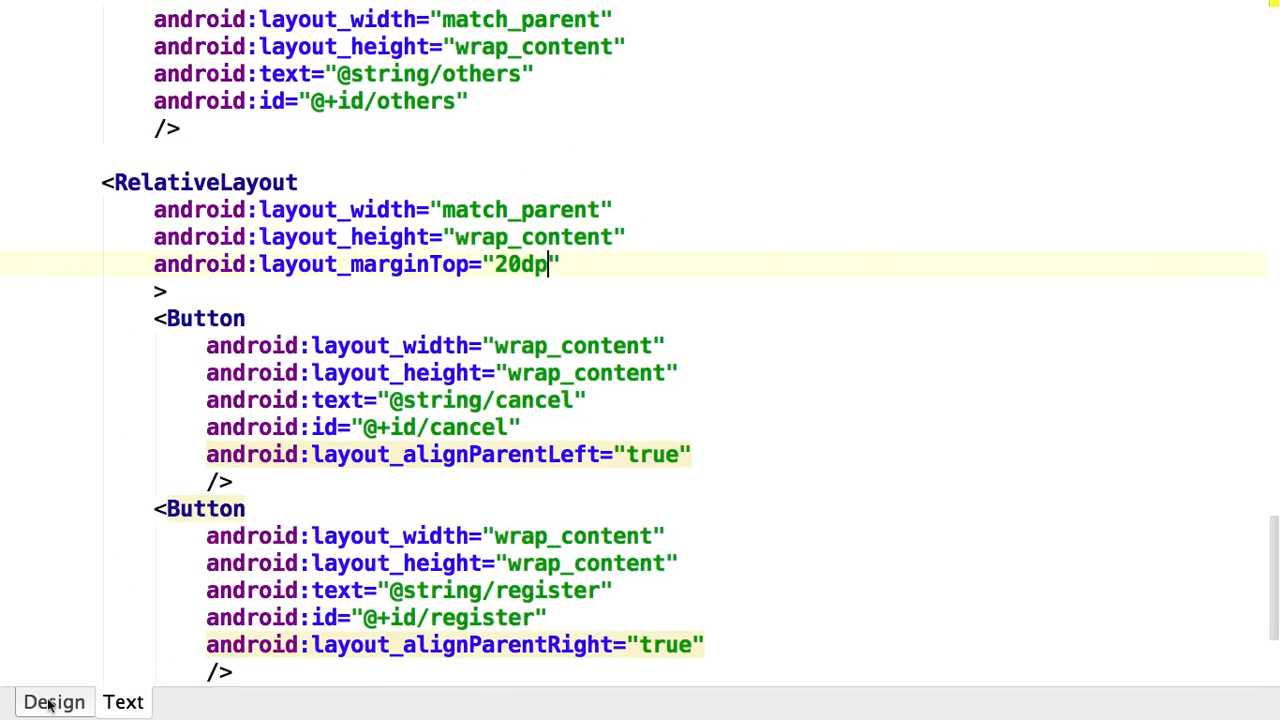 android:layout_width="match_parent"
android:layout_height="wrap_content"
android:text="@string/others"
android:id="@+id/others"
/>
<RelativeLayout
android:layout_width="match_parent"
android:layout_height="wrap_content"
android:layout_marginTop="20dp"
>
<Button
android:layout_width="wrap_content"
android:layout_height="wrap_content"
android:text="@string/cancel"
android:id="@+id/cancel"
android:layout_alignParentLeft="true"
/>
<Button
android:layout_width="wrap_content"
android:layout_height="wrap_content"
android:text="@string/register"
android:id="@+id/register"
android:layout_alignParentRight="true"
/>
Design Text